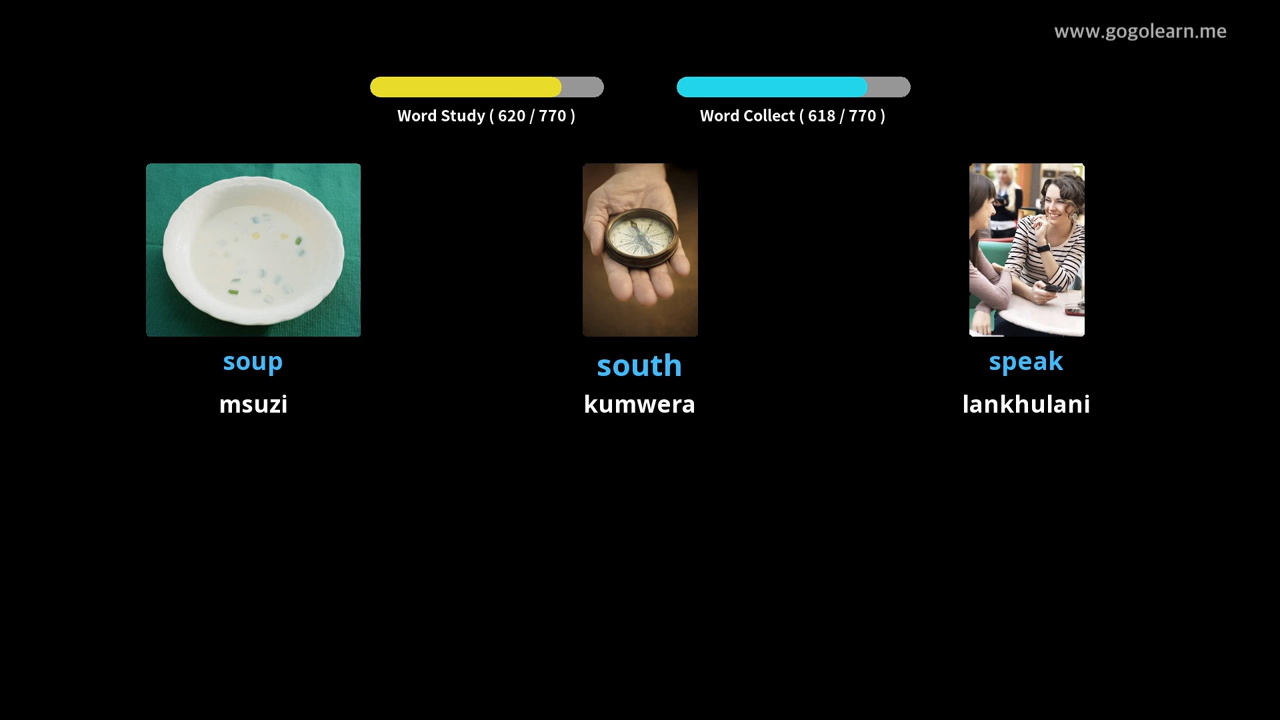 www.gogolearn.me
Word Study ( 620 / 770 )
Word Collect ( 618 / 770 )
soup
south
speak
msuzi
kumwera
lankhulani